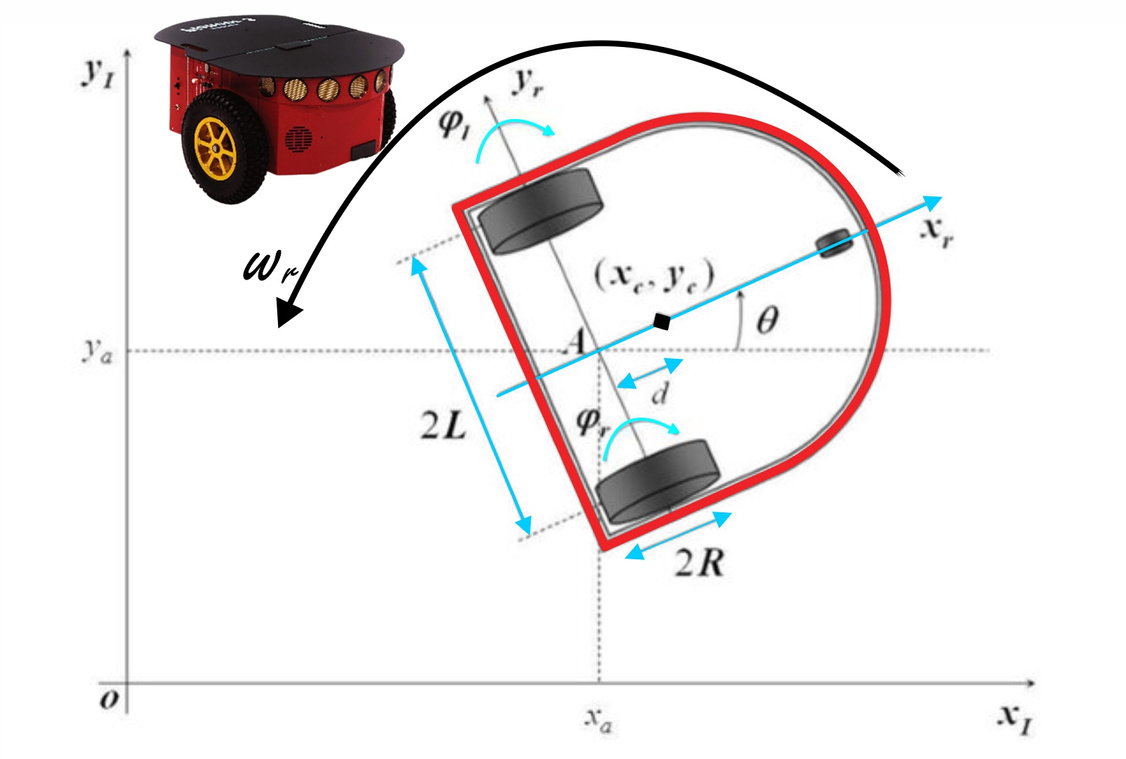 y_I
y_r
φ_l
x_r
ω_r
(x_c, y_c)
θ
A
y_a
d
2L
φ_r
2R
o
x_a
x_I